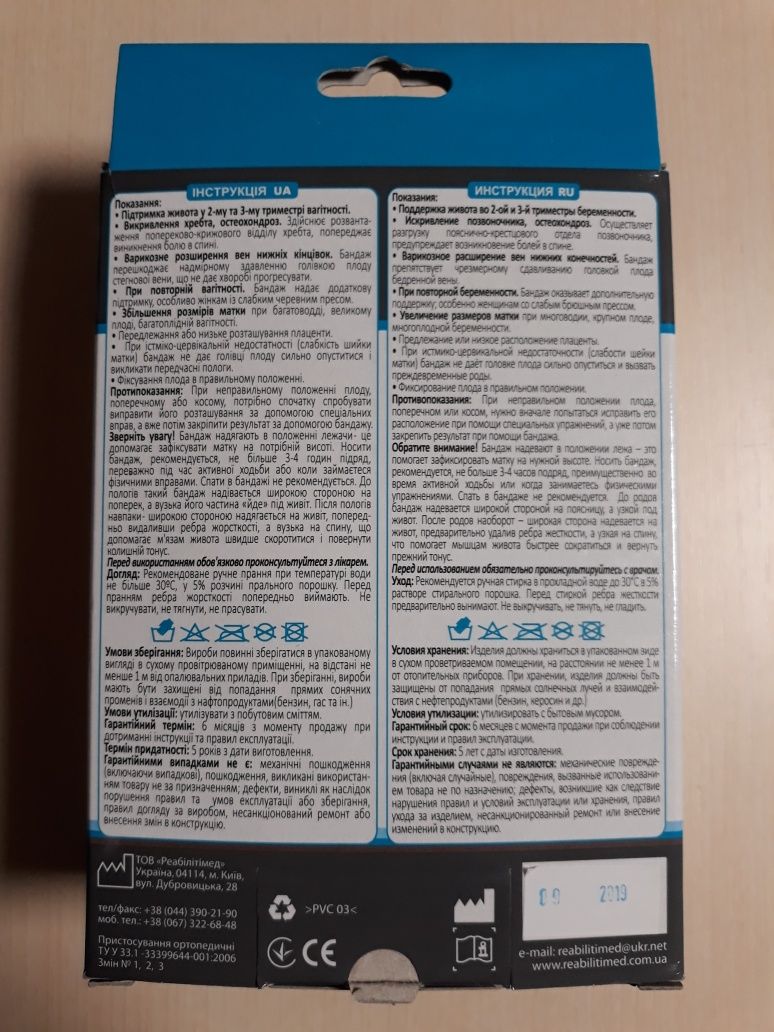 ІНСТРУКЦІЯ UA
Показання:
• Підтримка живота у 2-му та 3-му триместрі вагітності.
• Викривлення хребта, остеохондроз. Здійснює розванта-
ження попереково-крижового відділу хребта, попереджає
виникнення болю в спині.
• Варикозне розширення вен нижніх кінцівок. Бандаж
перешкоджає надмірному здавленню голівкою плоду
стегнової вени, що не дає хворобі прогресувати.
• При повторній вагітності. Бандаж надає додаткову
підтримку, особливо жінкам із слабким черевним пресом.
• Збільшення розмірів матки при багатоводді, великому
плоді, багатоплідній вагітності.
• Передлежання або низьке розташування плаценти.
• При істміко-цервікальній недостатності (слабкість шийки
матки) бандаж не дає голівці плоду сильно опуститися і
викликати передчасні пологи.
• Фіксування плода в правильному положенні.
Протипоказання: При неправильному положенні плоду,
поперечному або косому, потрібно спочатку спробувати
виправити його розташування за допомогою спеціальних
вправ, а вже потім закріпити результат за допомогою бандажу.
Зверніть увагу! Бандаж надягають в положенні лежачи- це
допомагає зафіксувати матку на потрібній висоті. Носити
бандаж, рекомендується, не більше 3-4 годин підряд,
переважно під час активної ходьби або коли займаєтеся
фізичними вправами. Спати в бандажі не рекомендується. До
пологів такий бандаж надівається широкою стороною на
поперек, а вузька його частина «йде» під живіт. Після пологів
навпаки- широкою стороною надягається на живіт, поперед-
ньо видаливши ребра жорсткості, а вузька на спину, що
допомагає м'язам живота швидше скоротитися і повернути
колишній тонус.
Перед використанням обов'язково проконсультуйтеся з лікарем.
Догляд: Рекомендоване ручне прання при температурі води
не більше 30ºС, у 5% розчині прального порошку. Перед
пранням ребра жорсткості попередньо виймають. Не
викручувати, не тягнути, не прасувати.
Умови зберігання: Вироби повинні зберігатися в упакованому
вигляді в сухому провітрюваному приміщенні, на відстані не
менше 1 м від опалювальних приладів. При зберіганні, вироби
мають бути захищені від попадання прямих сонячних
променів і взаємодії з нафтопродуктами(бензин, гас та ін.)
Умови утилізації: утилізувати з побутовим сміттям.
Гарантійний термін: 6 місяців з моменту продажу при
дотриманні інструкції та правил експлуатації.
Термін придатності: 5 років з дати виготовлення.
Гарантійними випадками не є: механічні пошкодження
(включаючи випадкові), пошкодження, викликані використан-
ням товару не за призначенням; дефекти, виниклі як наслідок
порушення правил та умов експлуатації або зберігання,
правил догляду за виробом, несанкціонований ремонт або
внесення змін в конструкцію.
ИНСТРУКЦИЯ RU
Показания:
• Поддержка живота во 2-ой и 3-й триместры беременности.
• Искривление позвоночника, остеохондроз. Осуществляет
разгрузку пояснично-крестцового отдела позвоночника,
предупреждает возникновение болей в спине.
• Варикозное расширение вен нижних конечностей. Бандаж
препятствует чрезмерному сдавливанию головкой плода
бедренной вены.
• При повторной беременности. Бандаж оказывает дополнительную
поддержку, особенно женщинам со слабым брюшным прессом.
• Увеличение размеров матки при многоводии, крупном плоде,
многоплодной беременности.
• Предлежание или низкое расположение плаценты.
• При истмико-цервикальной недостаточности (слабости шейки
матки) бандаж не даёт головке плода сильно опуститься и вызвать
преждевременные роды.
• Фиксирование плода в правильном положении.
Противопоказания: При неправильном положении плода,
поперечном или косом, нужно вначале попытаться исправить его
расположение при помощи специальных упражнений, а уже потом
закрепить результат при помощи бандажа.
Обратите внимание! Бандаж надевают в положении лежа – это
помогает зафиксировать матку на нужной высоте. Носить бандаж,
рекомендуется, не больше 3-4 часов подряд, преимущественно во
время активной ходьбы или когда занимаетесь физическими
упражнениями. Спать в бандаже не рекомендуется. До родов
бандаж надевается широкой стороной на поясницу, а узкой под
живот. После родов наоборот – широкая сторона надевается на
живот, предварительно удалив ребра жесткости, а узкая на спину,
что помогает мышцам живота быстрее сократиться и вернуть
прежний тонус.
Перед использованием обязательно проконсультируйтесь с врачом.
Уход: Рекомендуется ручная стирка в прохладной воде до 30°С в 5%
растворе стирального порошка. Перед стиркой ребра жесткости
предварительно вынимают. Не выкручивать, не тянуть, не гладить.
Условия хранения: Изделия должны храниться в упакованном виде
в сухом проветриваемом помещении, на расстоянии не менее 1 м
от отопительных приборов. При хранении, изделия должны быть
защищены от попадания прямых солнечных лучей и взаимодей-
ствия с нефтепродуктами (бензин, керосин и др.)
Условия утилизации: утилизировать с бытовым мусором.
Гарантийный срок: 6 месяцев с момента продажи при соблюдении
инструкции и правил эксплуатации.
Срок хранения: 5 лет с даты изготовления.
Гарантийными случаями не являются: механические поврежде-
ния (включая случайные), повреждения, вызванные использовани-
ем товара не по назначению; дефекты, возникшие как следствие
нарушения правил и условий эксплуатации или хранения, правил
ухода за изделием, несанкционированный ремонт или внесение
изменений в конструкцию.
ТОВ «Реабілітімед»
Україна, 04114, м. Київ,
вул. Дубровицька, 28
тел/факс: +38 (044) 390-21-90
моб. тел.: +38 (067) 322-68-48
Пристосування ортопедичні
ТУ У 33.1 -33399644-001:2006
Змін № 1, 2, 3
>PVC 03<
CE
09 2019
e-mail: reabilitimed@ukr.net
www.reabilitimed.com.ua